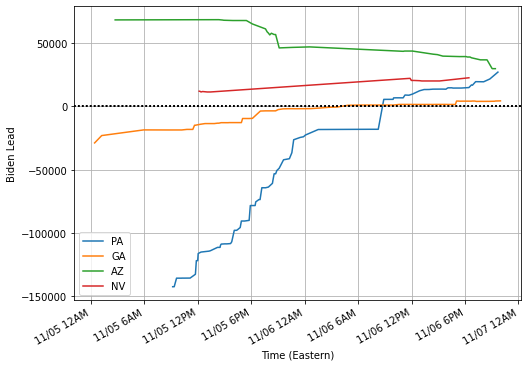 50000
0
−50000
−100000
−150000
Biden Lead
PA
GA
AZ
NV
11/05 12AM
11/05 6AM
11/05 12PM
11/05 6PM
11/06 12AM
11/06 6AM
11/06 12PM
11/06 6PM
11/07 12AM
Time (Eastern)